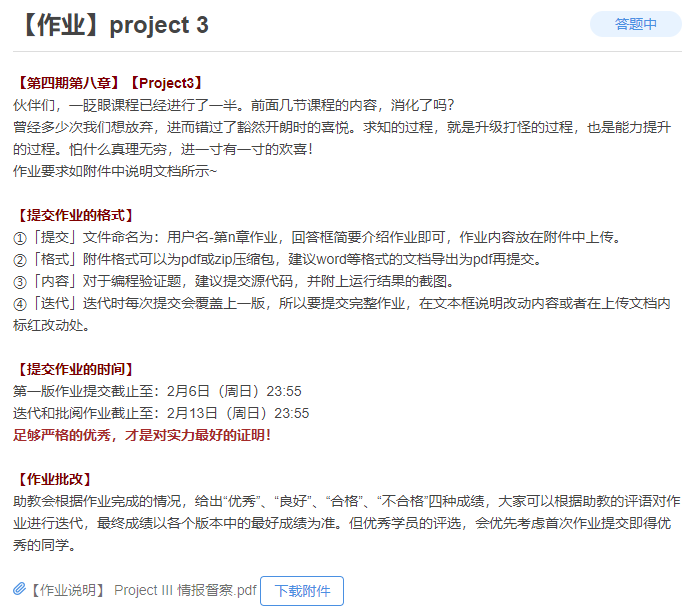 【作业】project 3
答题中
【第四期第八章】【Project3】
伙伴们，一眨眼课程已经进行了一半。前面几节课程的内容，消化了吗？
曾经多少次我们想放弃，进而错过了豁然开朗时的喜悦。求知的过程，就是升级打怪的过程，也是能力提升
的过程。怕什么真理无穷，进一寸有一寸的欢喜！
作业要求如附件中说明文档所示~
【提交作业的格式】
①「提交」文件命名为：用户名-第n章作业，回答框简要介绍作业即可，作业内容放在附件中上传。
②「格式」附件格式可以为pdf或zip压缩包，建议word等格式的文档导出为pdf再提交。
③「内容」对于编程验证题，建议提交源代码，并附上运行结果的截图。
④「迭代」迭代时每次提交会覆盖上一版，所以要提交完整作业，在文本框说明改动内容或者在上传文档内
标红改动处。
【提交作业的时间】
第一版作业提交截止至：2月6日（周日）23:55
迭代和批阅作业截止至：2月13日（周日）23:55
足够严格的优秀，才是对实力最好的证明！
【作业批改】
助教会根据作业完成的情况，给出“优秀”、“良好”、“合格”、“不合格”四种成绩，大家可以根据助教的评语对作
业进行迭代，最终成绩以各个版本中的最好成绩为准。但优秀学员的评选，会优先考虑首次作业提交即得优
秀的同学。
【作业说明】 Project III 情报督察.pdf 下载附件